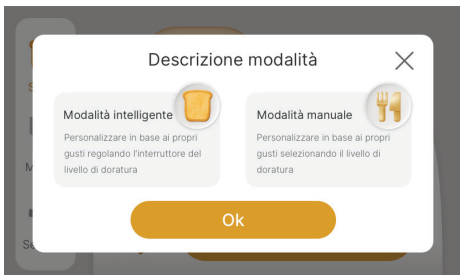 Descrizione modalità
Modalità intelligente
Personalizzare in base ai propri
gusti regolando l'interruttore del
livello di doratura
Modalità manuale
Personalizzare in base ai propri
gusti selezionando il livello di
doratura
Ok